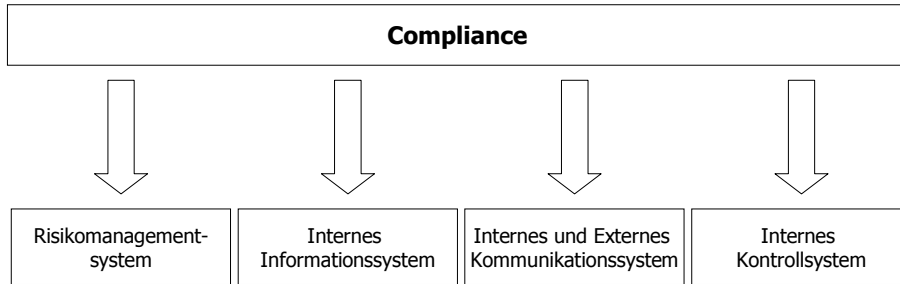 Compliance
Risikomanagement-
system
Internes
Informationssystem
Internes und Externes
Kommunikationssystem
Internes
Kontrollsystem